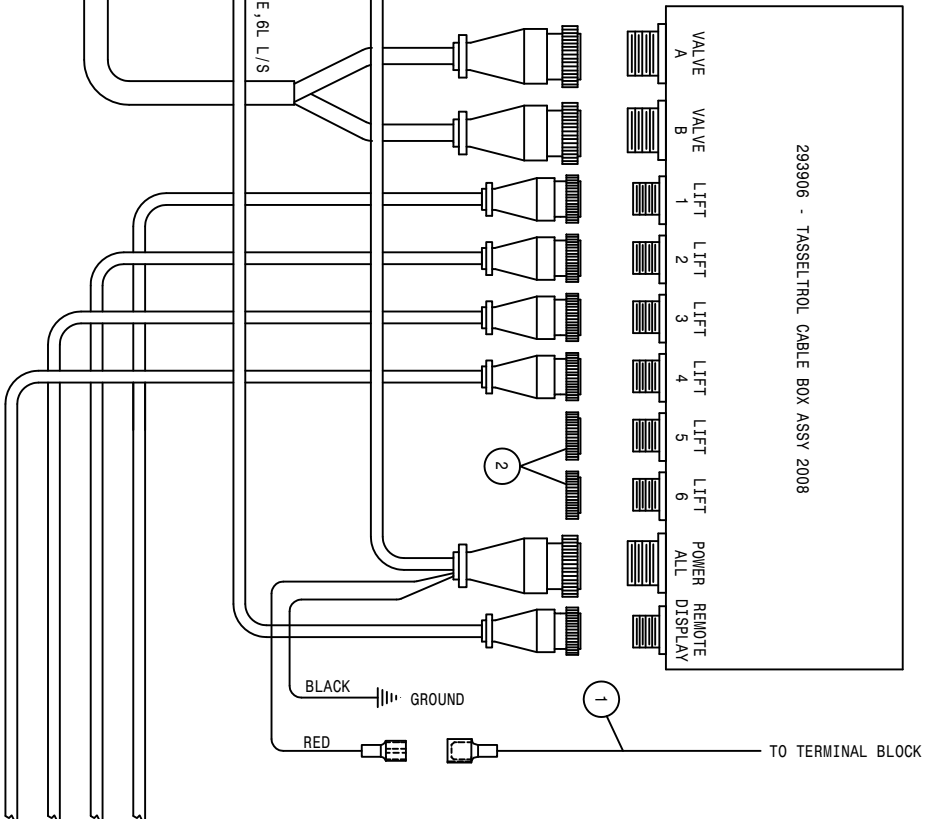 E,6L L/S
VALVE
A
VALVE
B
LIFT
1
LIFT
2
LIFT
3
LIFT
4
LIFT
5
LIFT
6
POWER
ALL
REMOTE
DISPLAY
293906 - TASSELTROL CABLE BOX ASSY 2008
2
1
BLACK
GROUND
RED
TO TERMINAL BLOCK